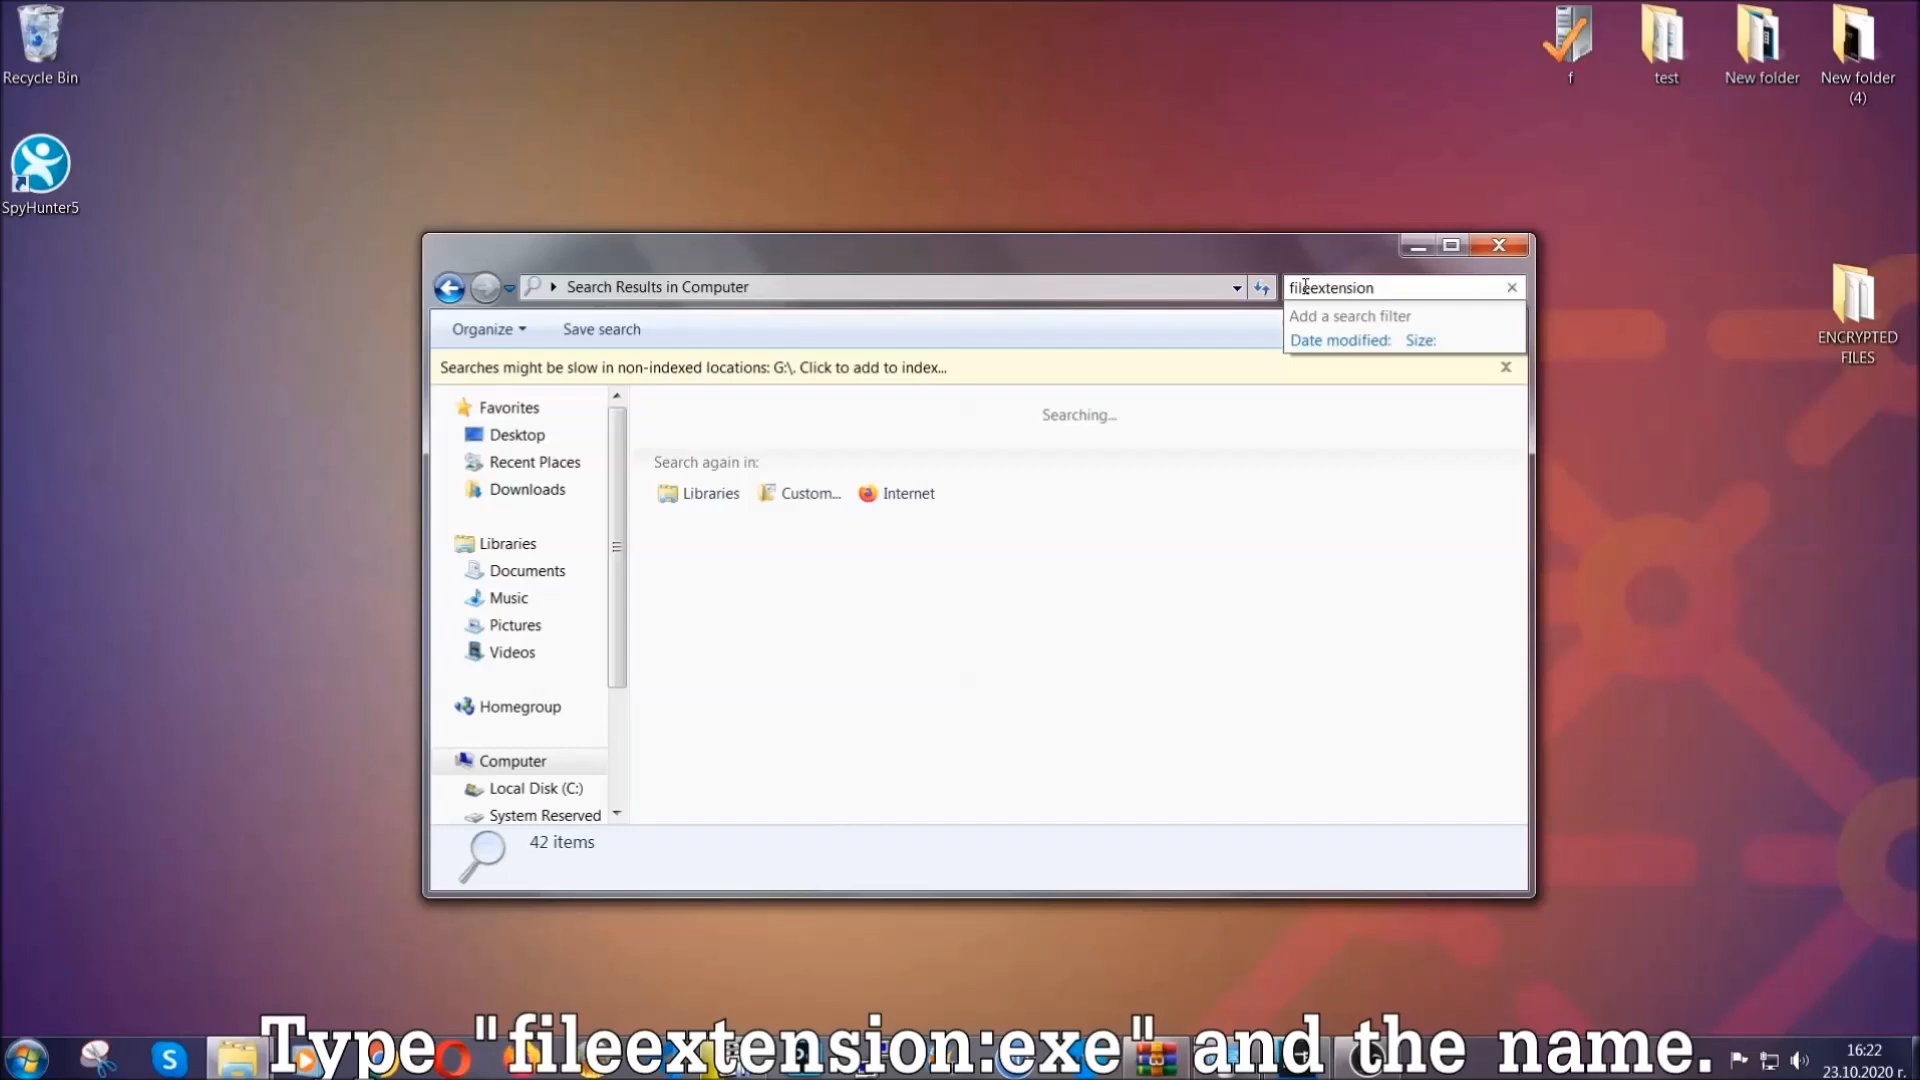 Recycle Bin
SpyHunter5
f
test
New folder
New folder
(4)
ENCRYPTED
FILES
Search Results in Computer
fileextension
Add a search filter
Date modified: Size:
Organize
Save search
Searches might be slow in non-indexed locations: G:\. Click to add to index...
Favorites
Desktop
Recent Places
Downloads
Libraries
Documents
Music
Pictures
Videos
Homegroup
Computer
Local Disk (C:)
System Reserved
Searching...
Search again in:
Libraries
Custom...
Internet
42 items
Type "fileextension:exe" and the name.
16:22
23.10.2020 г.